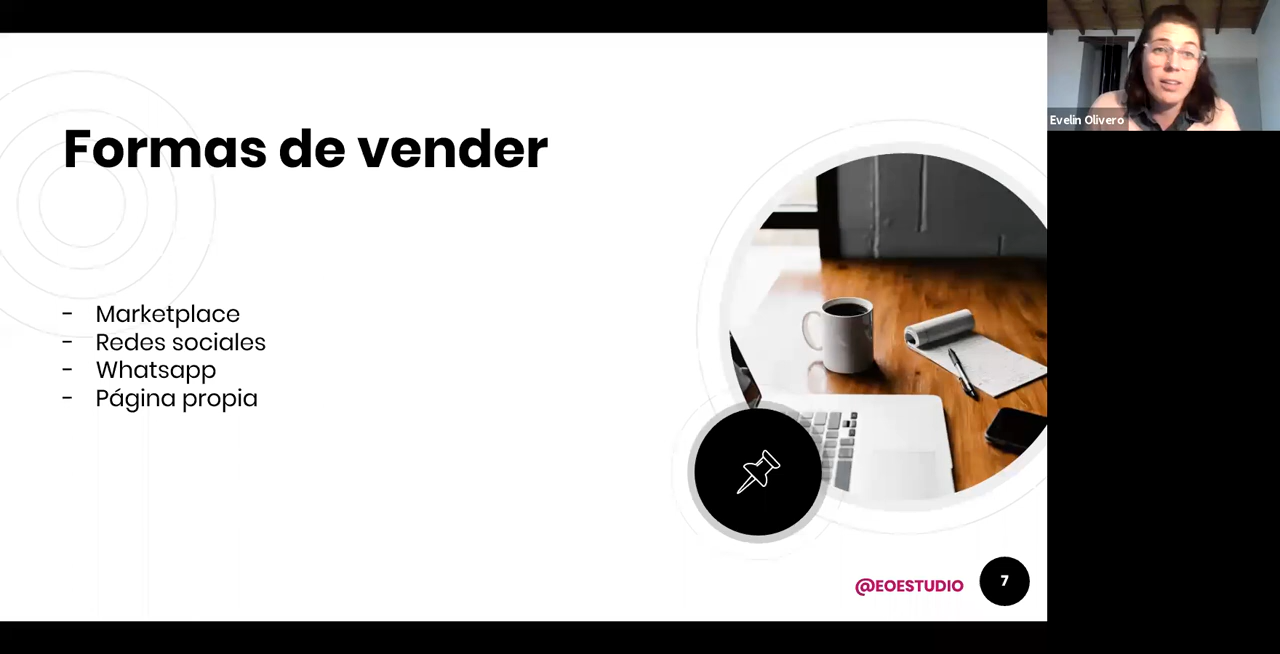 Formas de vender
- Marketplace
- Redes sociales
- Whatsapp
- Página propia
@EOESTUDIO
7
Evelin Olivero